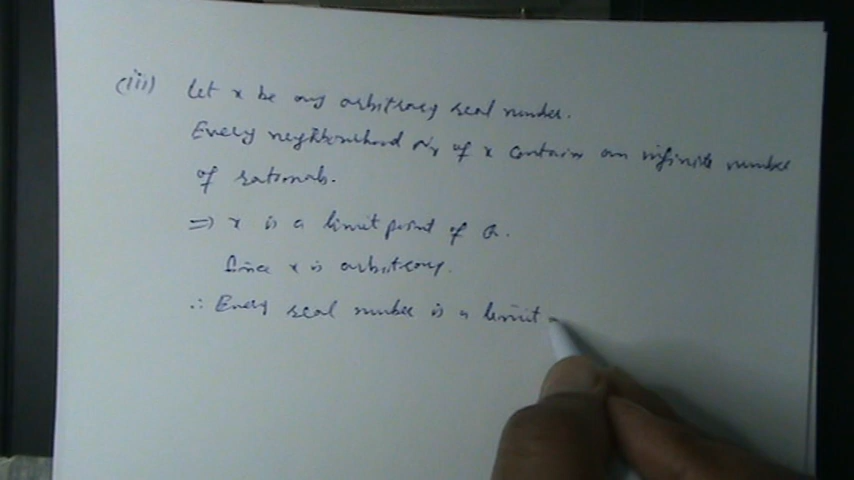 (iii) Let x be any arbitrary real number.
Every neighbourhood Nx of x contains an infinite number
of rationals.
⇒ x is a limit point of Q.
Since x is arbitrary.
∴ Every real number is a limit